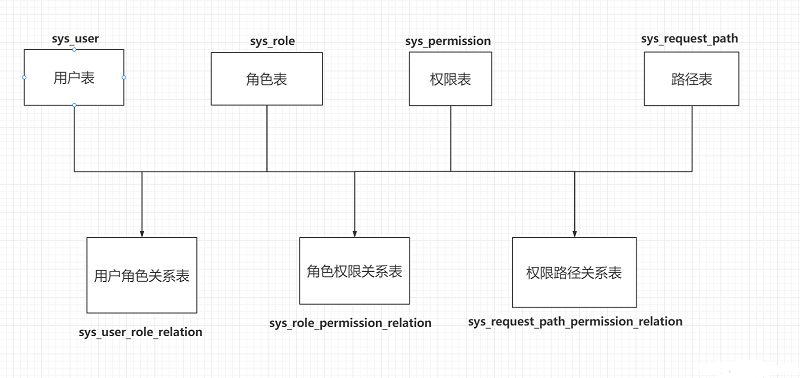 sys_user
sys_role
sys_permission
sys_request_path
用户表
角色表
权限表
路径表
用户角色关系表
角色权限关系表
权限路径关系表
sys_user_role_relation
sys_role_permission_relation
sys_request_path_permission_relation